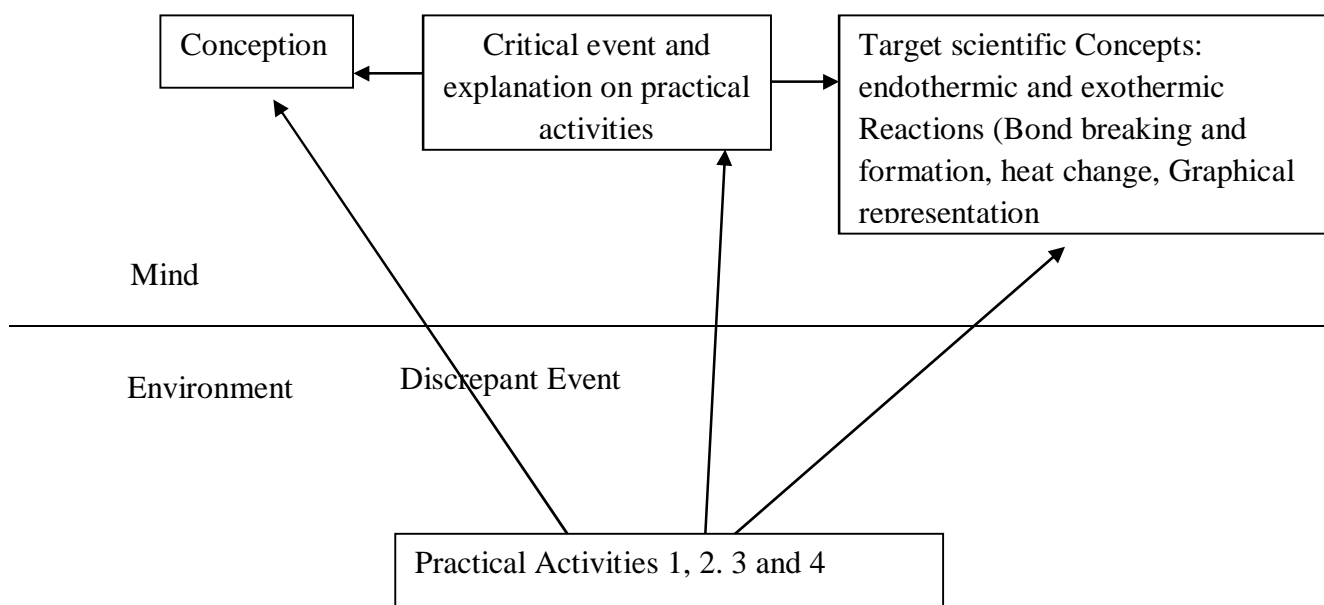 Conception
Critical event and
explanation on practical
activities
Target scientific Concepts:
endothermic and exothermic
Reactions (Bond breaking and
formation, heat change, Graphical
representation
Mind
Environment
Discrepant Event
Practical Activities 1, 2. 3 and 4